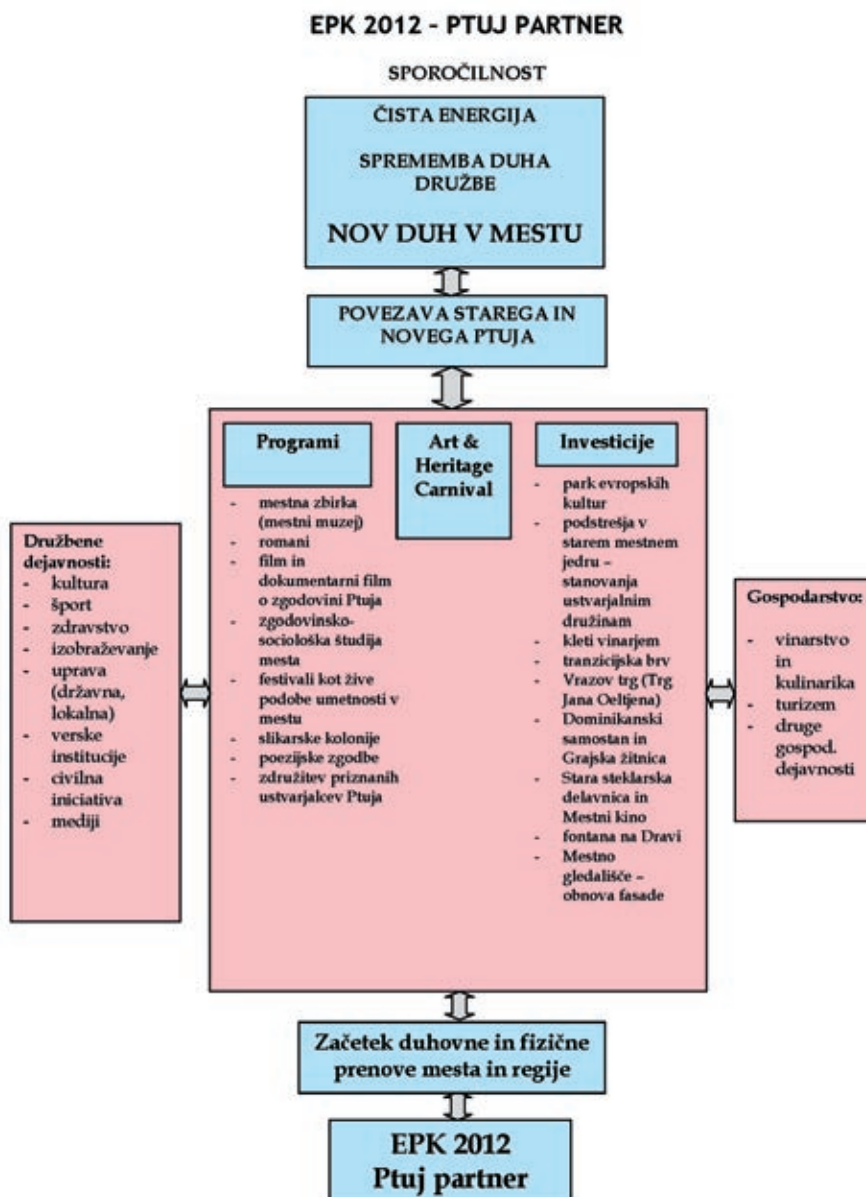 EPK 2012 - PTUJ PARTNER
SPOROČILNOST
ČISTA ENERGIJA
SPREMEMBA DUHA
DRUŽBE
NOV DUH V MESTU
POVEZAVA STAREGA IN
NOVEGA PTUJA
Družbene
dejavnosti:
- kultura
- šport
- zdravstvo
- izobraževanje
- uprava
(državna,
lokalna)
- verske
institucije
- civilna
iniciativa
- mediji
Programi
- mestna zbirka
(mestni muzej)
- romani
- film in
dokumentarni film
o zgodovini Ptuja
- zgodovinsko-
sociološka študija
mesta
- festivali kot žive
podobe umetnosti v
mestu
- slikarske kolonije
- poezijske zgodbe
- združitev priznanih
ustvarjalcev Ptuja
Art &
Heritage
Carnival
Investicije
- park evropskih
kultur
- podstrešja v
starem mestnem
jedru –
stanovanja
ustvarjalnim
družinam
- kleti vinarjem
- tranzicijska brv
- Vrazov trg (Trg
Jana Oeltjena)
- Dominikanski
samostan in
Grajska žitnica
- Stara steklarska
delavnica in
Mestni kino
- fontana na Dravi
- Mestno
gledališče –
obnova fasade
Gospodarstvo:
- vinarstvo
in
kulinarika
- turizem
- druge
gospod.
dejavnosti
Začetek duhovne in fizične
prenove mesta in regije
EPK 2012
Ptuj partner